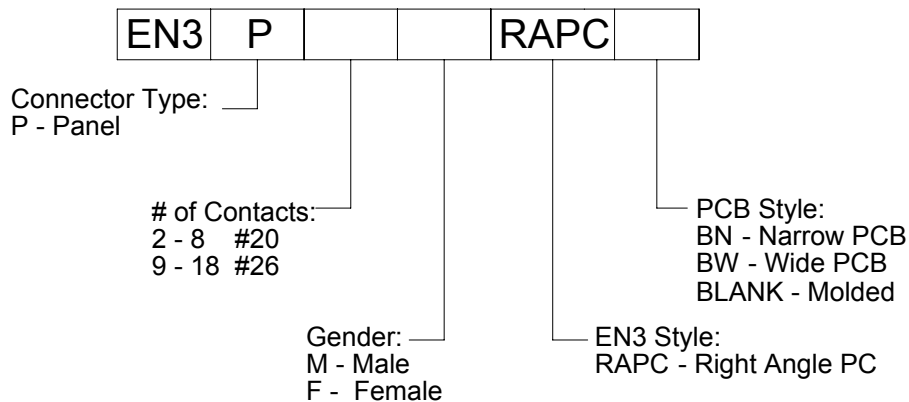 EN3 P RAPC
Connector Type:
P - Panel
# of Contacts:
2 - 8 #20
9 - 18 #26
Gender:
M - Male
F - Female
PCB Style:
BN - Narrow PCB
BW - Wide PCB
BLANK - Molded
EN3 Style:
RAPC - Right Angle PC